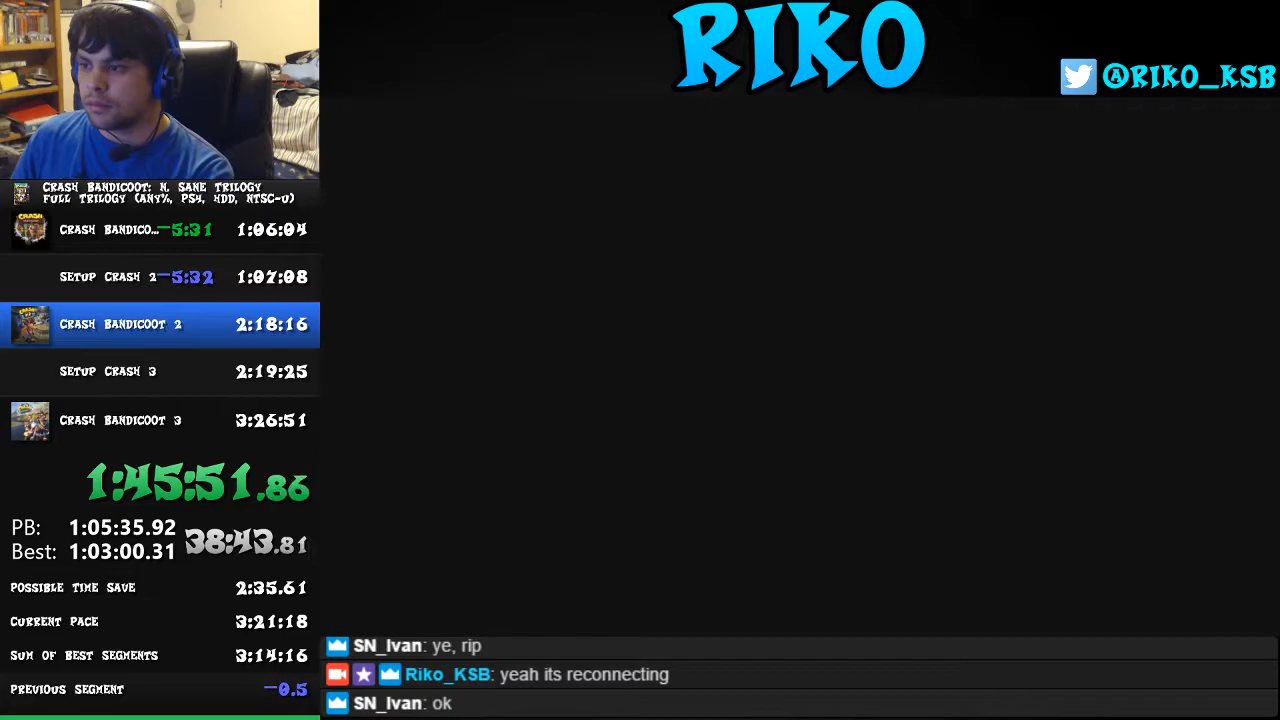 RIKO
@RIKO_KSB
CRASH BANDICOOT: N. SANE TRILOGY
FULL TRILOGY (ANY%, PS4, HDD, NTSC-U)
CRASH BANDICO... −5:31 1:06:04
SETUP CRASH 2 −5:32 1:07:08
CRASH BANDICOOT 2 2:18:16
SETUP CRASH 3 2:19:25
CRASH BANDICOOT 3 3:26:51
1:45:51.86
PB: 1:05:35.92
38:43.81
Best: 1:03:00.31
POSSIBLE TIME SAVE 2:35.61
CURRENT PACE 3:21:18
SUM OF BEST SEGMENTS 3:14:16
PREVIOUS SEGMENT −0.5
SN_Ivan: ye, rip
Riko_KSB: yeah its reconnecting
SN_Ivan: ok